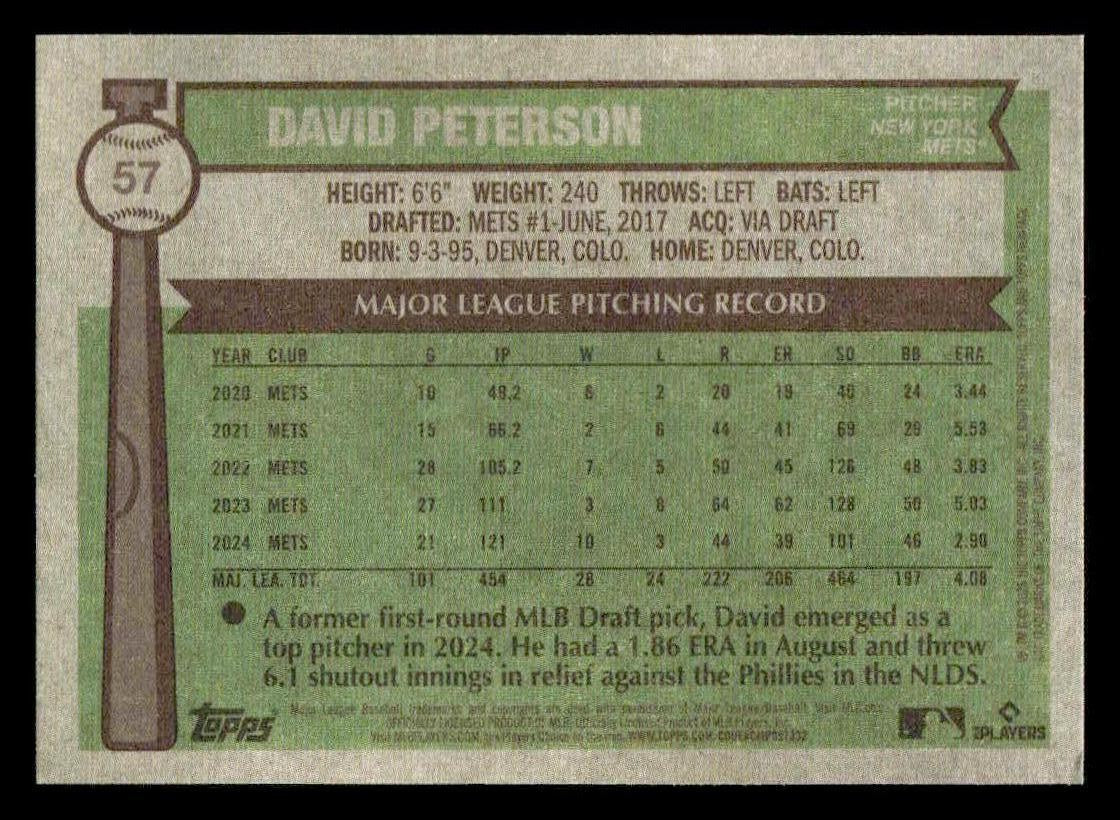 57
DAVID PETERSON
PITCHER
NEW YORK
METS
HEIGHT: 6'6" WEIGHT: 240 THROWS: LEFT BATS: LEFT
DRAFTED: METS #1-JUNE, 2017 ACQ: VIA DRAFT
BORN: 9-3-95, DENVER, COLO. HOME: DENVER, COLO.
MAJOR LEAGUE PITCHING RECORD
YEAR CLUB G IP W L R ER SO BB ERA
2020 METS 10 49.2 6 2 20 19 40 24 3.44
2021 METS 15 66.2 2 6 44 41 69 29 5.53
2022 METS 28 105.2 7 5 50 45 126 48 3.83
2023 METS 27 111 3 8 64 62 128 50 5.03
2024 METS 21 121 10 3 44 39 101 46 2.90
MAJ. LEA. TOT. 101 454 28 24 222 206 464 197 4.08
● A former first-round MLB Draft pick, David emerged as a
top pitcher in 2024. He had a 1.86 ERA in August and threw
6.1 shutout innings in relief against the Phillies in the NLDS.
TOPPS
PLAYERS